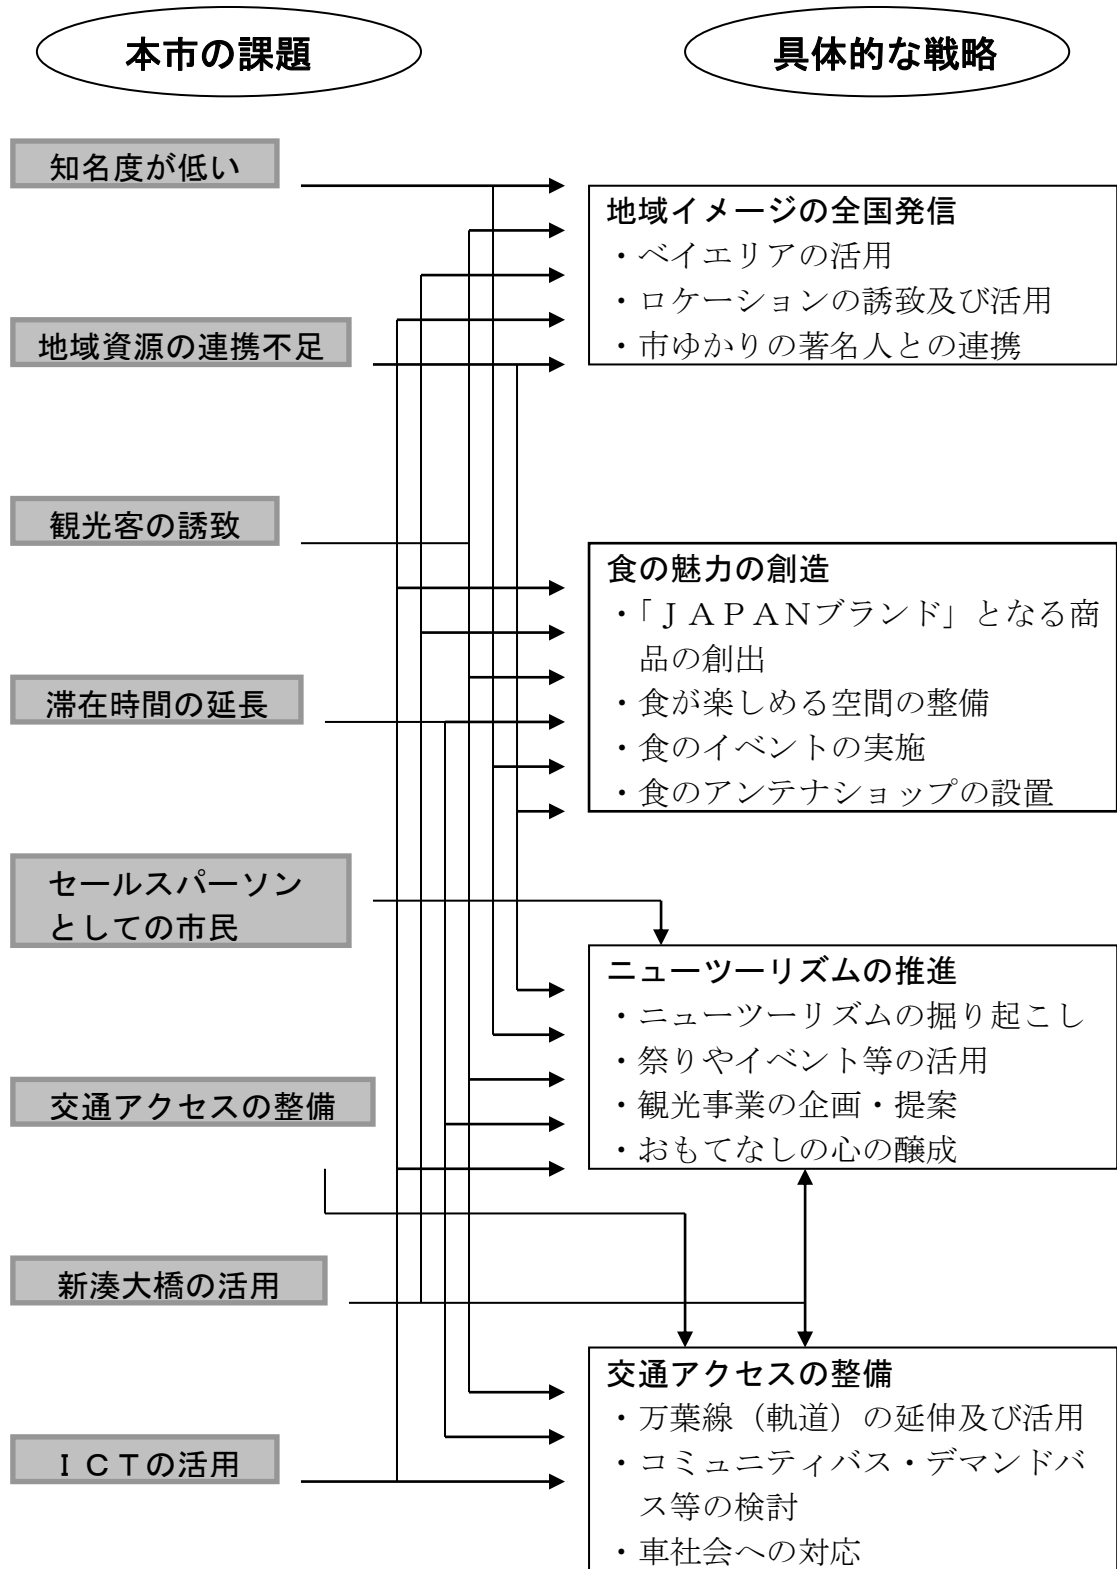 本市の課題
具体的な戦略
知名度が低い
地域資源の連携不足
観光客の誘致
滞在時間の延長
セールスパーソン
としての市民
交通アクセスの整備
新湊大橋の活用
ＩＣＴの活用
地域イメージの全国発信
・ベイエリアの活用
・ロケーションの誘致及び活用
・市ゆかりの著名人との連携
食の魅力の創造
・「ＪＡＰＡＮブランド」となる商
品の創出
・食が楽しめる空間の整備
・食のイベントの実施
・食のアンテナショップの設置
ニューツーリズムの推進
・ニューツーリズムの掘り起こし
・祭りやイベント等の活用
・観光事業の企画・提案
・おもてなしの心の醸成
交通アクセスの整備
・万葉線（軌道）の延伸及び活用
・コミュニティバス・デマンドバ
ス等の検討
・車社会への対応